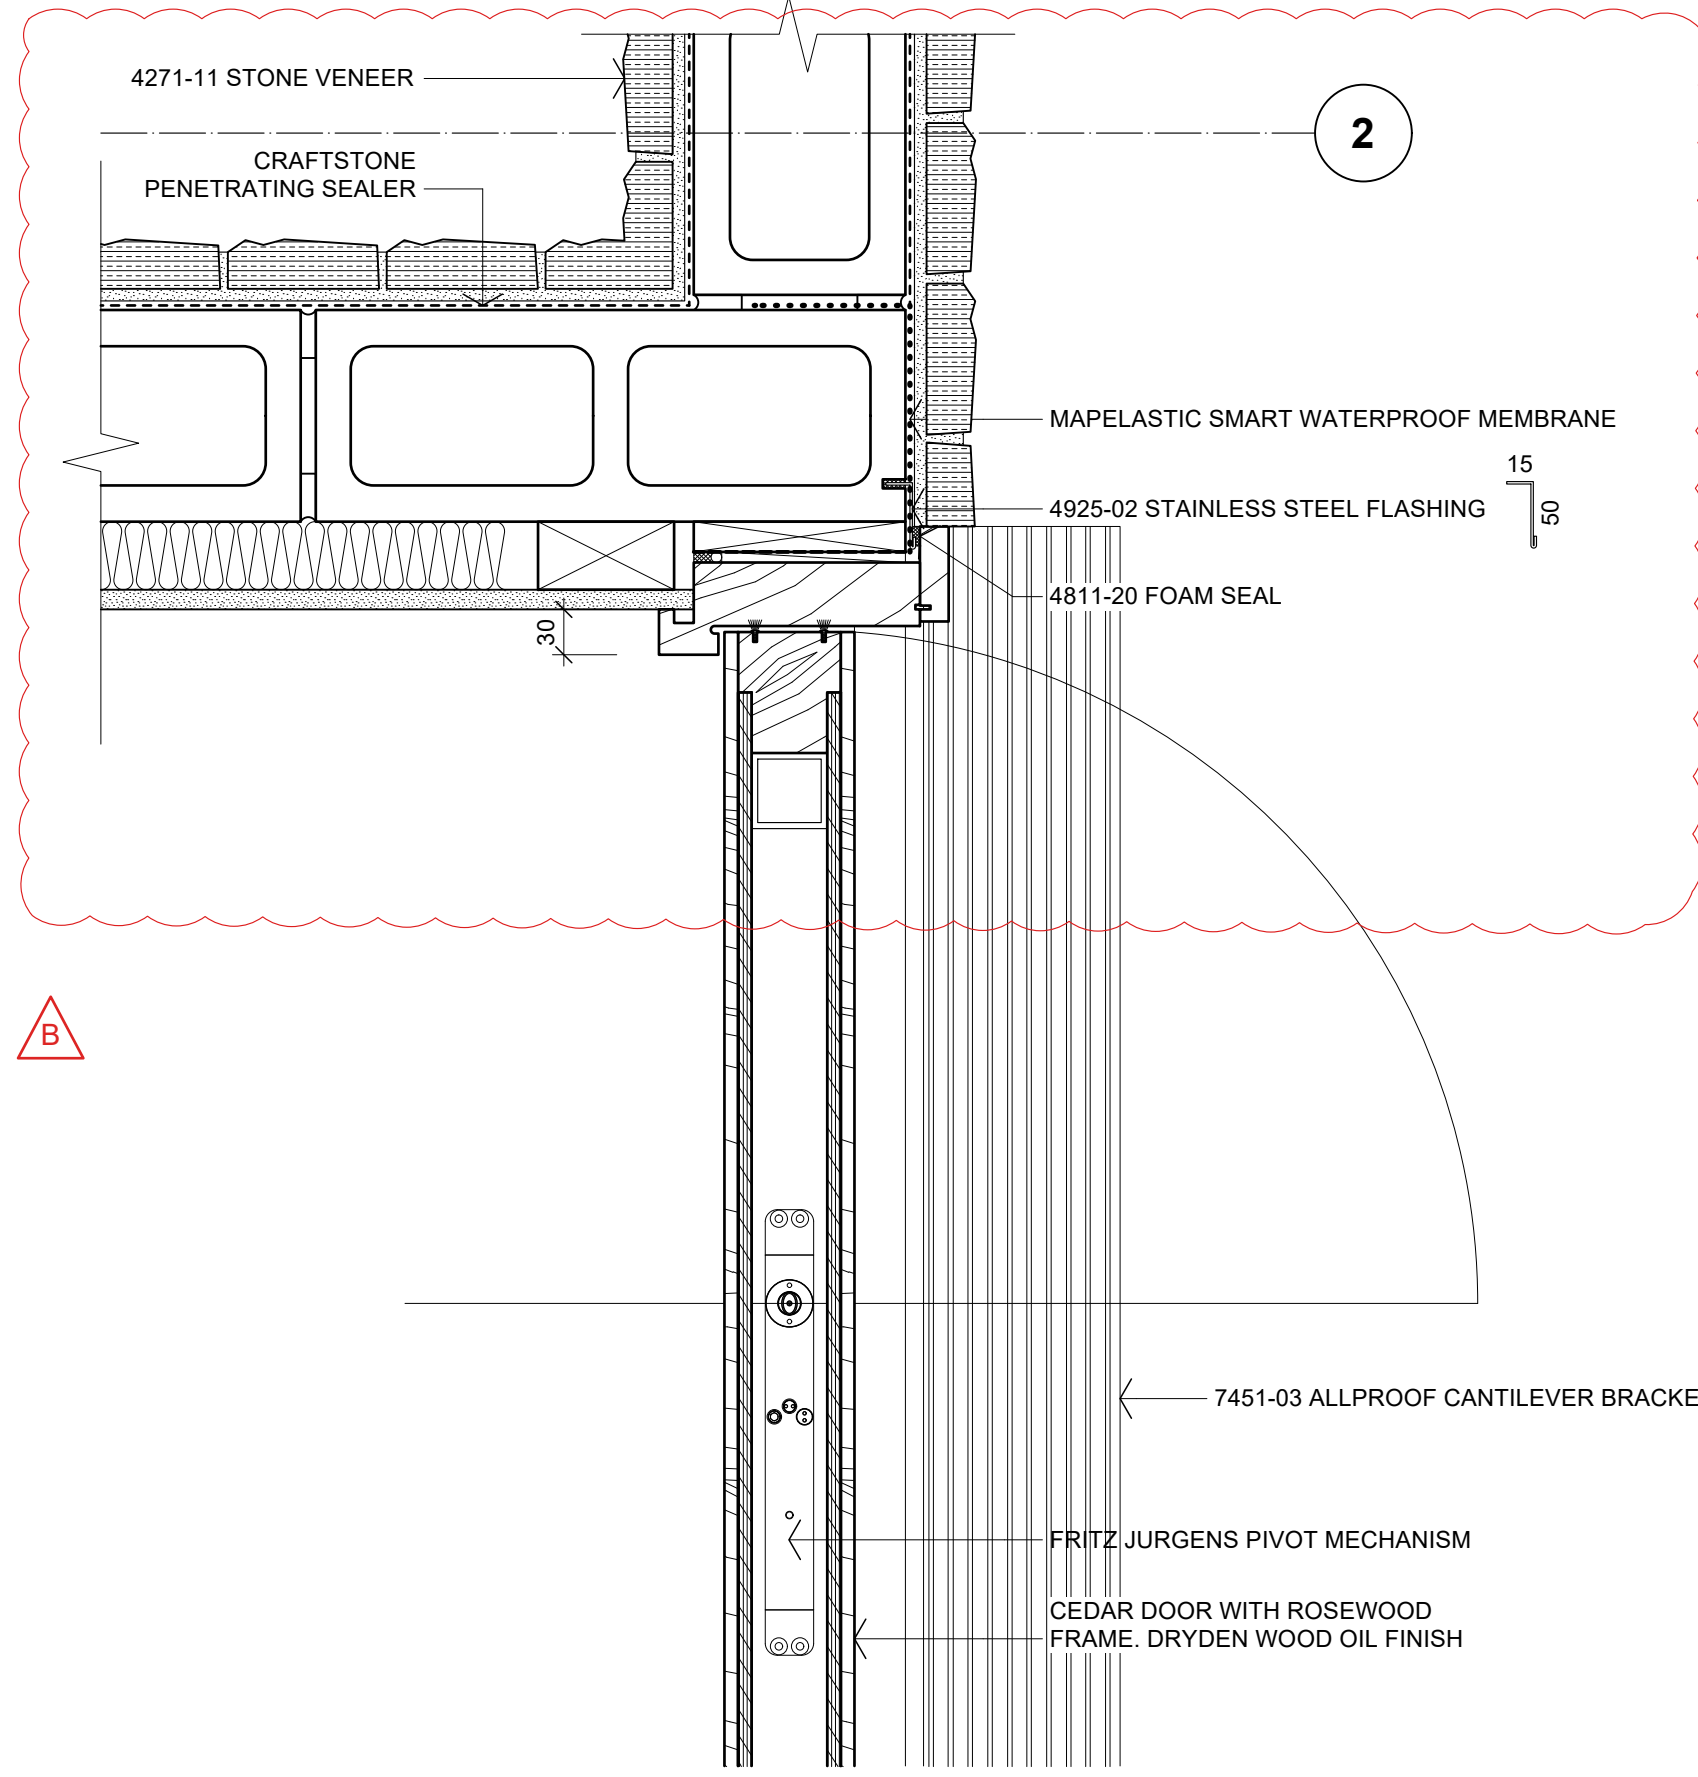 4271-11 STONE VENEER
2
CRAFTSTONE
PENETRATING SEALER
MAPELASTIC SMART WATERPROOF MEMBRANE
15
4925-02 STAINLESS STEEL FLASHING
50
4811-20 FOAM SEAL
30
B
7451-03 ALLPROOF CANTILEVER BRACKE
FRITZ JURGENS PIVOT MECHANISM
CEDAR DOOR WITH ROSEWOOD
FRAME. DRYDEN WOOD OIL FINISH